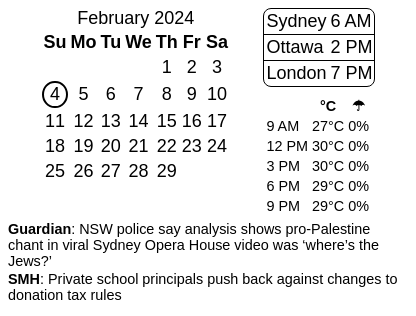 February 2024
Su Mo Tu We Th Fr Sa
1 2 3
4 5 6 7 8 9 10
11 12 13 14 15 16 17
18 19 20 21 22 23 24
25 26 27 28 29
Sydney 6 AM
Ottawa 2 PM
London 7 PM
°C ☂
9 AM 27°C 0%
12 PM 30°C 0%
3 PM 30°C 0%
6 PM 29°C 0%
9 PM 29°C 0%
Guardian: NSW police say analysis shows pro-Palestine
chant in viral Sydney Opera House video was ‘where’s the
Jews?’
SMH: Private school principals push back against changes to
donation tax rules